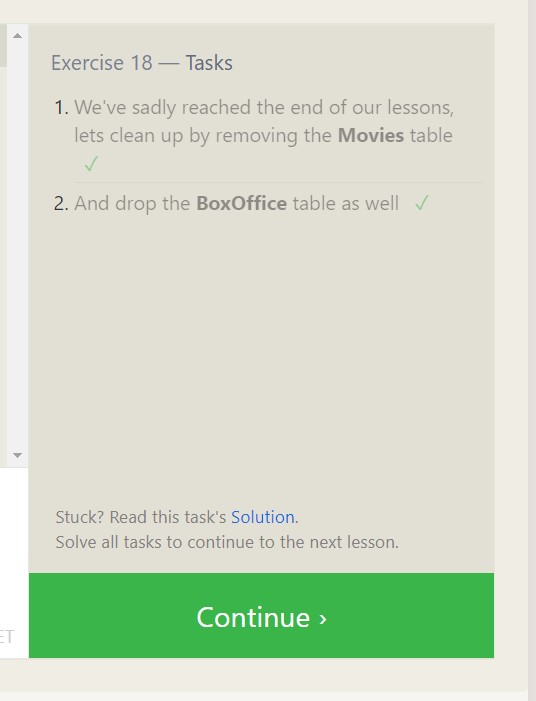 Exercise 18 — Tasks
1. We've sadly reached the end of our lessons,
lets clean up by removing the Movies table
✓
2. And drop the BoxOffice table as well ✓
Stuck? Read this task's Solution.
Solve all tasks to continue to the next lesson.
ET
Continue ›